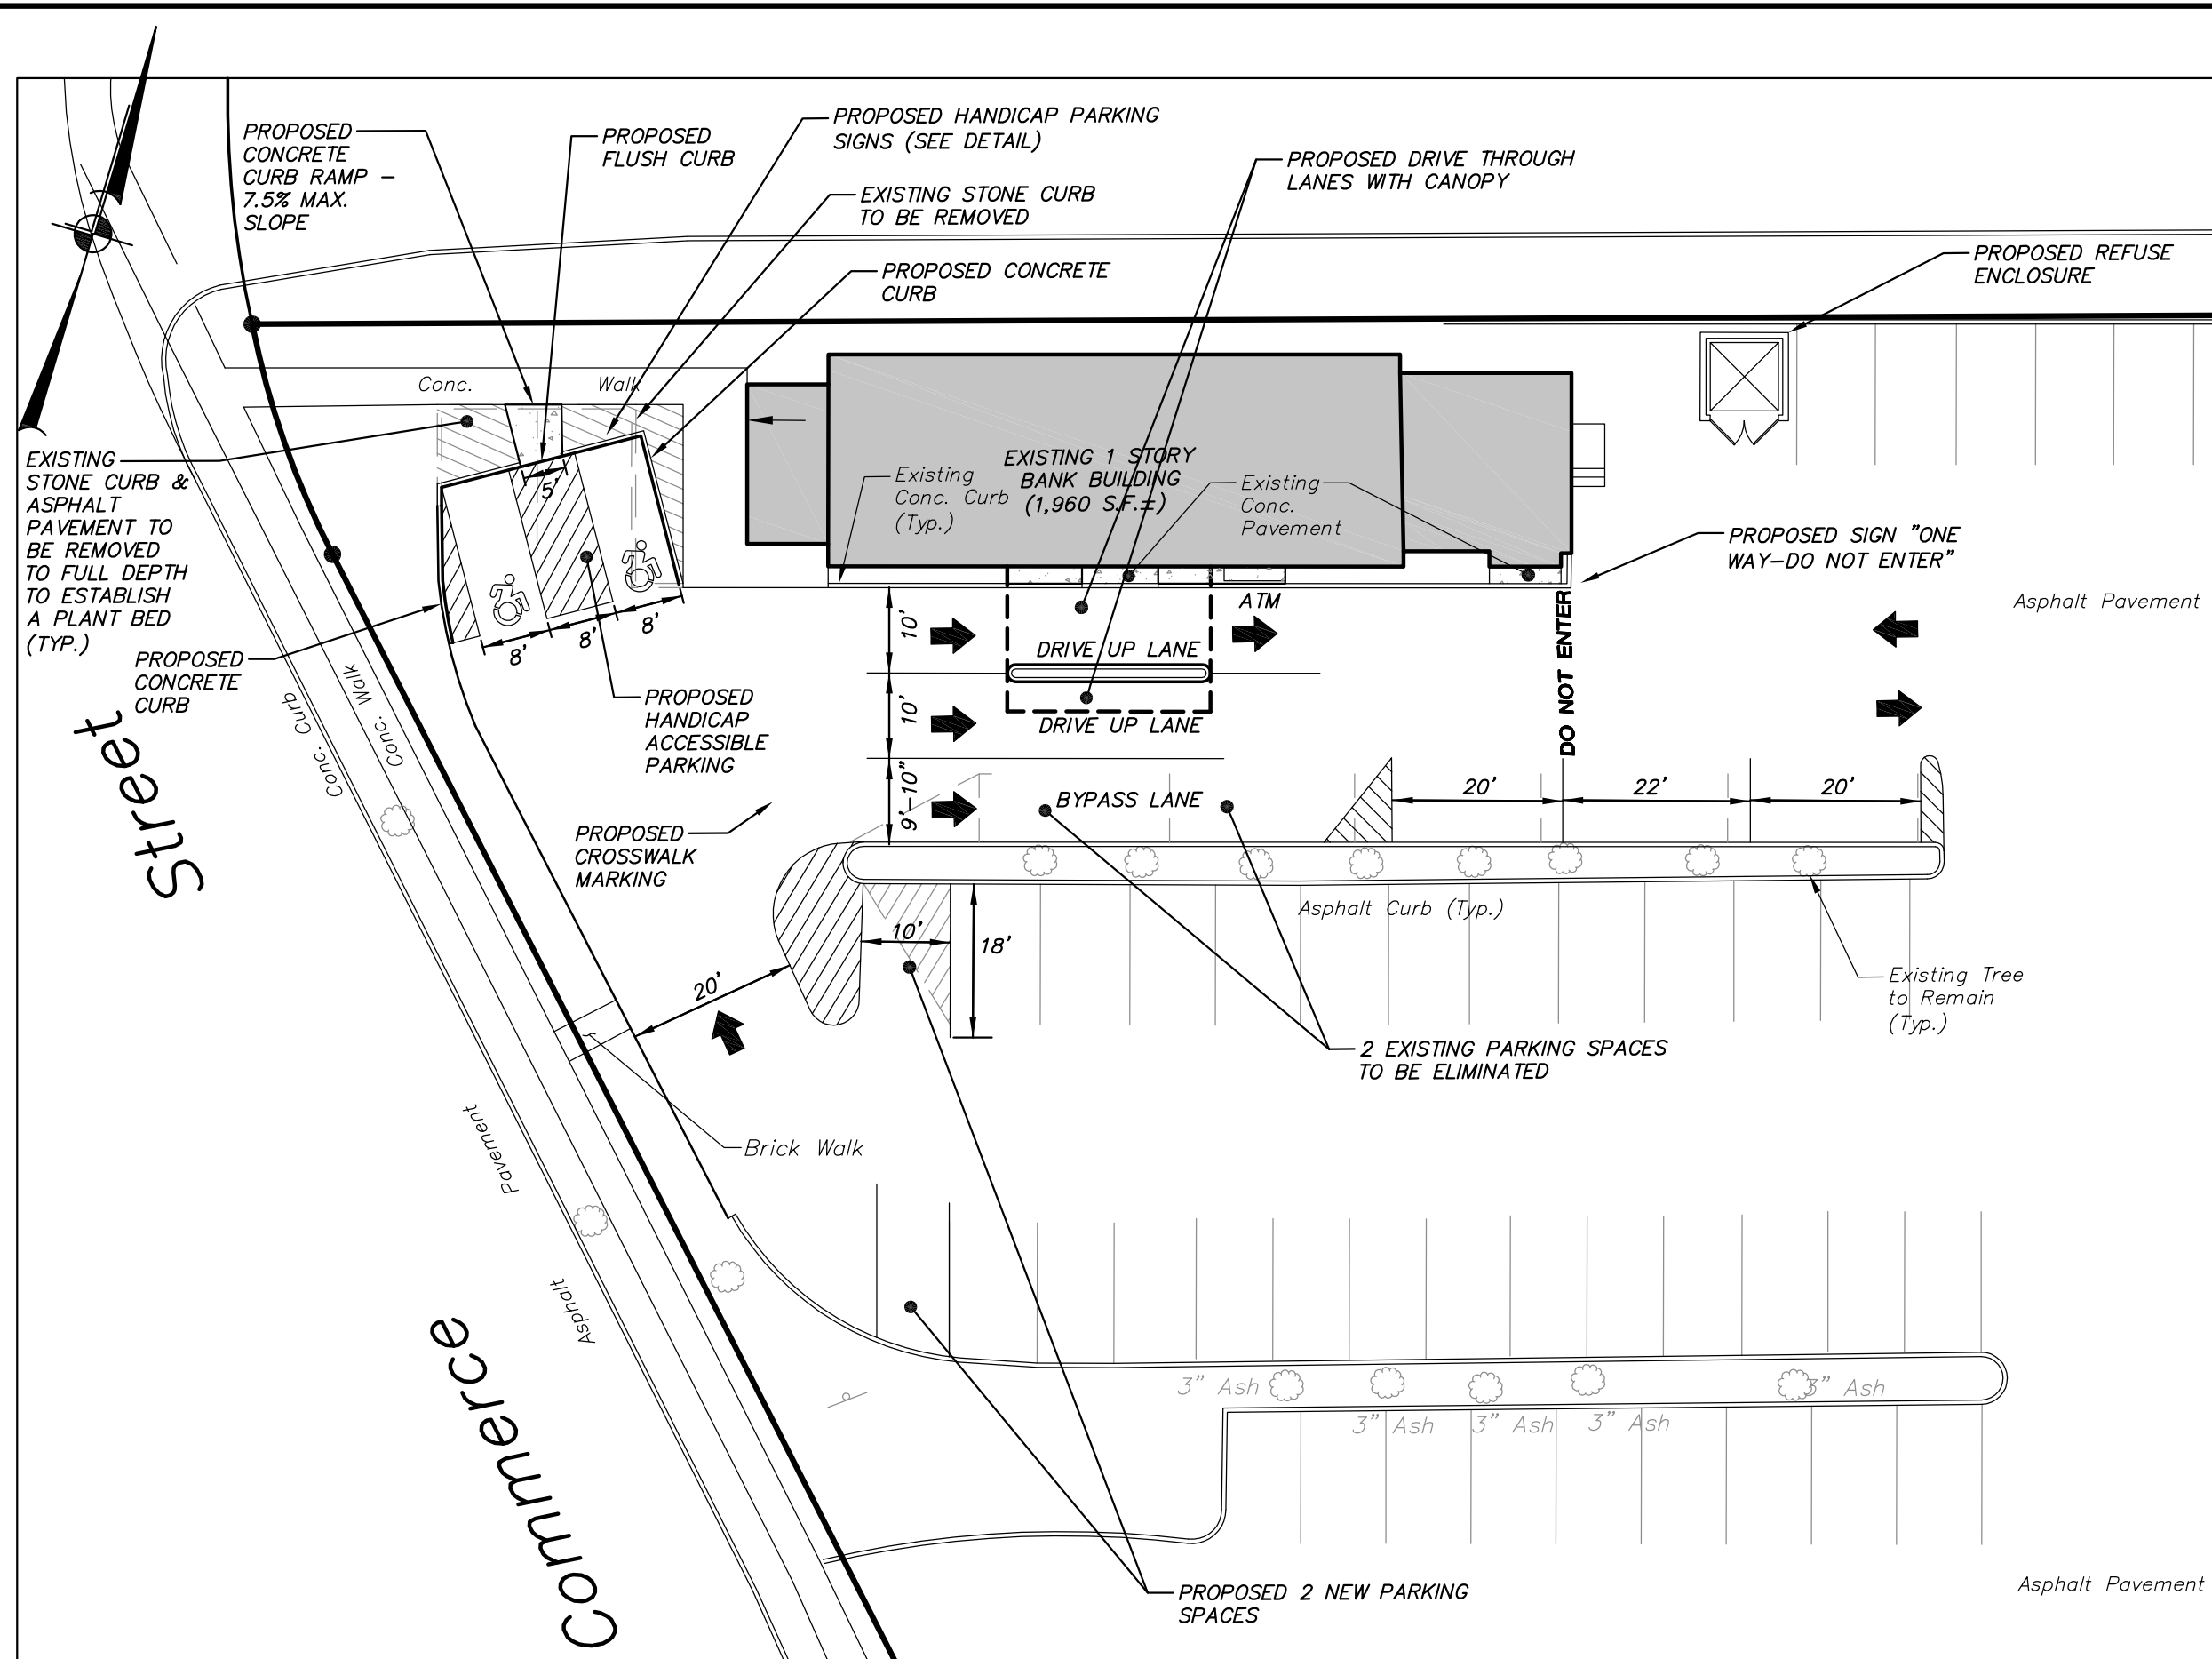 PROPOSED
CONCRETE
CURB RAMP –
7.5% MAX.
SLOPE
PROPOSED
FLUSH CURB
PROPOSED HANDICAP PARKING
SIGNS (SEE DETAIL)
EXISTING STONE CURB
TO BE REMOVED
PROPOSED CONCRETE
CURB
PROPOSED DRIVE THROUGH
LANES WITH CANOPY
PROPOSED REFUSE
ENCLOSURE
Conc.
Walk
EXISTING
STONE CURB &
ASPHALT
PAVEMENT TO
BE REMOVED
TO FULL DEPTH
TO ESTABLISH
A PLANT BED
(TYP.)
5'
8'
8'
8'
Existing
Conc. Curb
(Typ.)
EXISTING 1 STORY
BANK BUILDING
(1,960 S.F.±)
Existing
Conc.
Pavement
PROPOSED SIGN "ONE
WAY–DO NOT ENTER"
Asphalt Pavement
PROPOSED
CONCRETE
CURB
PROPOSED
HANDICAP
ACCESSIBLE
PARKING
10'
10'
9'–10"
ATM
DRIVE UP LANE
DRIVE UP LANE
BYPASS LANE
DO NOT ENTER
20'
22'
20'
Conc. Curb
Conc. Walk
Street
PROPOSED
CROSSWALK
MARKING
10'
18'
20'
Asphalt Curb (Typ.)
Existing Tree
to Remain
(Typ.)
2 EXISTING PARKING SPACES
TO BE ELIMINATED
Brick Walk
Pavement
Asphalt
Commerce
3" Ash
3" Ash
3" Ash
3" Ash
3" Ash
PROPOSED 2 NEW PARKING
SPACES
Asphalt Pavement